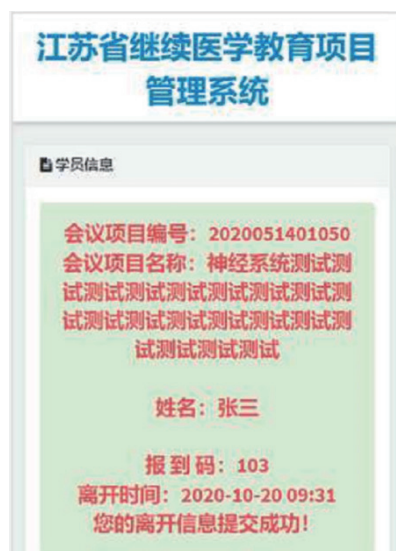 江苏省继续医学教育项目
管理系统
学员信息
会议项目编号：2020051401050
会议项目名称：神经系统测试测
试测试测试测试测试测试测试测
试测试测试测试测试测试测试测
试测试测试测试
姓名：张三
报到码：103
离开时间：2020-10-20 09:31
您的离开信息提交成功！